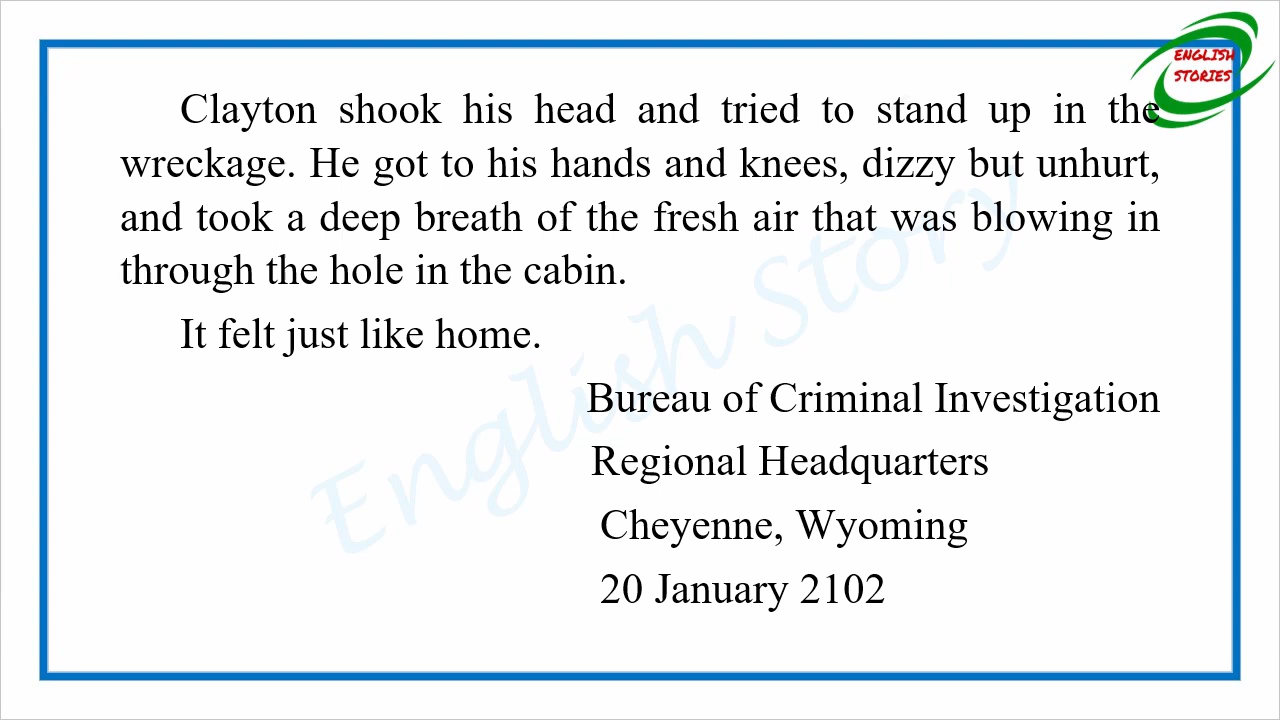 ENGLISH
STORIES
Clayton shook his head and tried to stand up in the
wreckage. He got to his hands and knees, dizzy but unhurt,
and took a deep breath of the fresh air that was blowing in
through the hole in the cabin.
It felt just like home.
Bureau of Criminal Investigation
Regional Headquarters
Cheyenne, Wyoming
20 January 2102
English Story